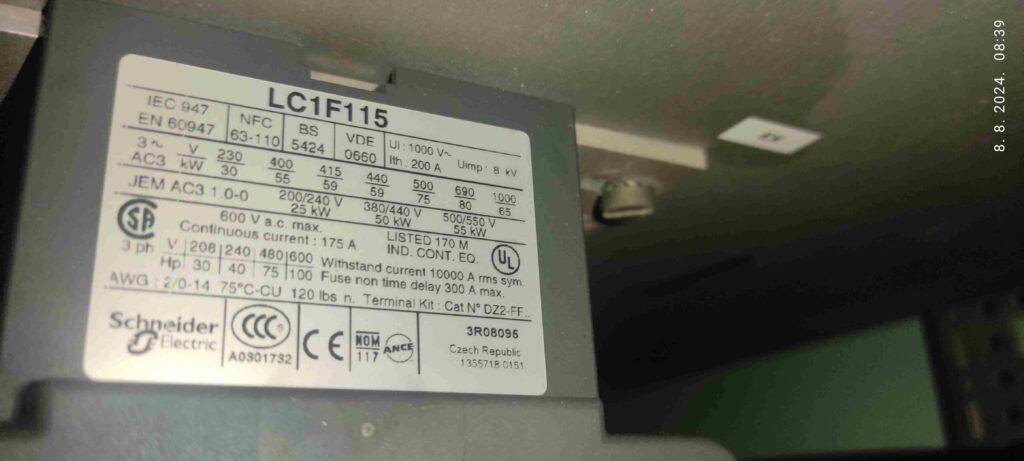 LC1F115
IEC 947
EN 60947
NFC
63-110
BS
5424
VDE
0660
Ui : 1000 V~
Ith : 200 A Uimp : 8 kV
3 ~ V 230 400 415 440 500 690 1000
AC3 kW 30 55 59 59 75 80 65
JEM AC3 1.0-0 200/240 V 380/440 V 500/550 V
25 kW 50 kW 55 kW
SA
600 V a.c. max.
Continuous current : 175 A
LISTED 170 M
IND. CONT. EQ.
UL
3 ph V 208 240 480 600
Hp 30 40 75 100
Withstand current 10000 A rms sym.
Fuse non time delay 300 A max.
AWG : 2/0-14 75°C-CU 120 lbs n. Terminal Kit : Cat N° DZ2-FF..
Schneider
Electric
CCC
A0301732
CE
NOM
117
ANCE
3R08095
Czech Republic
1355718 0151
8. 8. 2024. 08:39